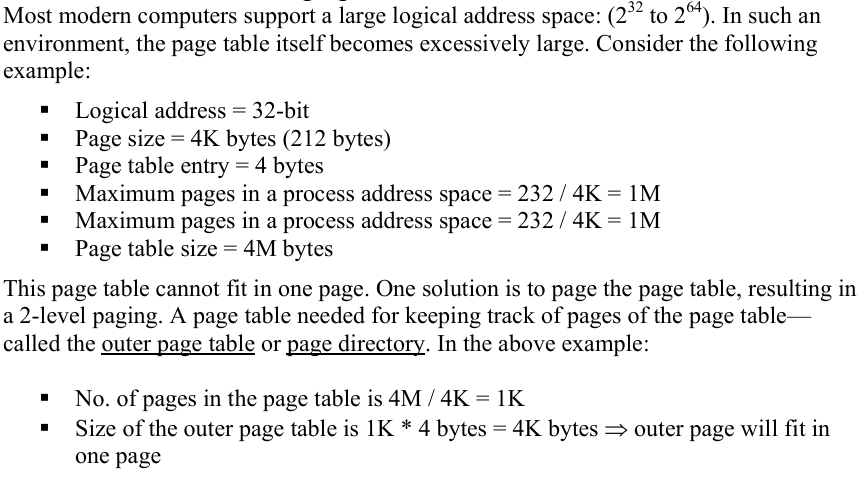 Most modern computers support a large logical address space: (2³² to 2⁶⁴). In such an
environment, the page table itself becomes excessively large. Consider the following
example:
▪ Logical address = 32-bit
▪ Page size = 4K bytes (212 bytes)
▪ Page table entry = 4 bytes
▪ Maximum pages in a process address space = 232 / 4K = 1M
▪ Maximum pages in a process address space = 232 / 4K = 1M
▪ Page table size = 4M bytes
This page table cannot fit in one page. One solution is to page the page table, resulting in
a 2-level paging. A page table needed for keeping track of pages of the page table—
called the outer page table or page directory. In the above example:
▪ No. of pages in the page table is 4M / 4K = 1K
▪ Size of the outer page table is 1K * 4 bytes = 4K bytes ⇒ outer page will fit in
one page